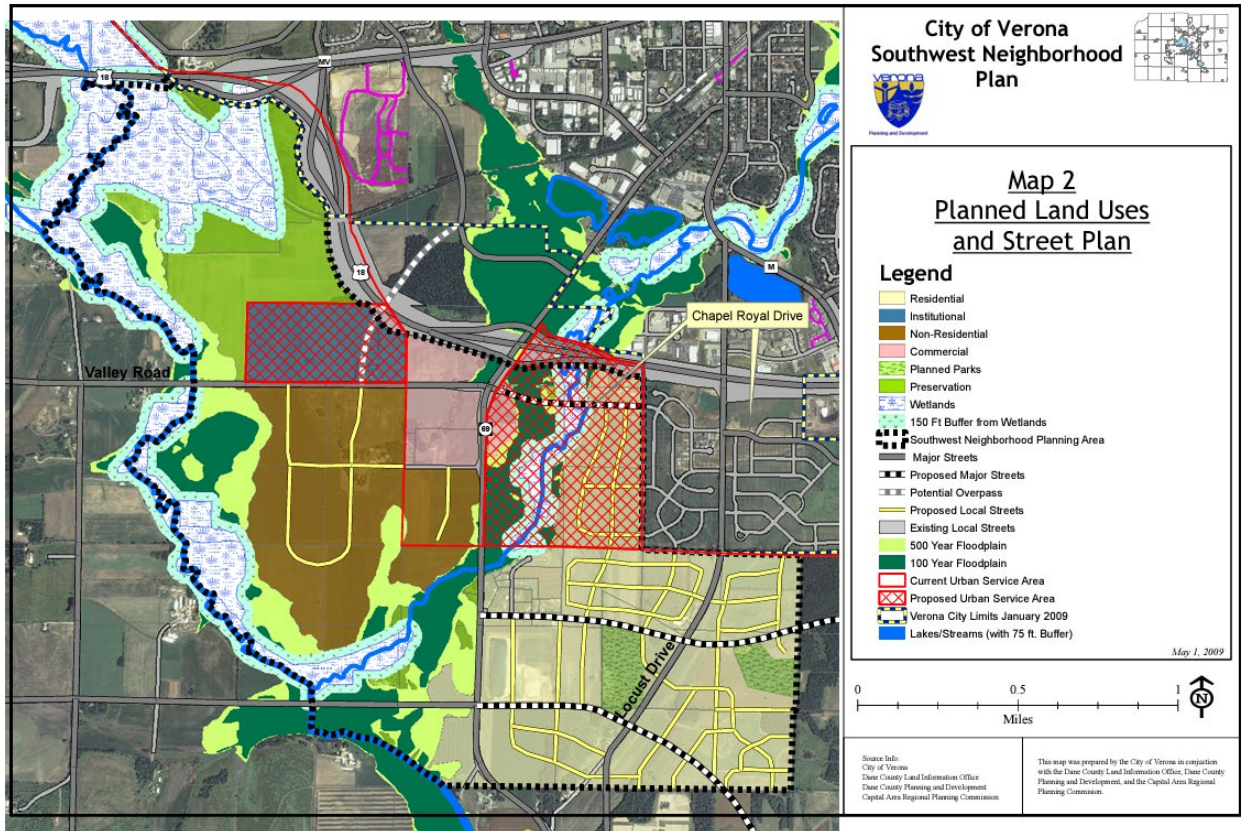 City of Verona
Southwest Neighborhood
Plan
verona
Planning and Development
Map 2
Planned Land Uses
and Street Plan
Legend
Residential
Institutional
Non-Residential
Commercial
Planned Parks
Preservation
Wetlands
150 Ft Buffer from Wetlands
Southwest Neighborhood Planning Area
Major Streets
Proposed Major Streets
Potential Overpass
Proposed Local Streets
Existing Local Streets
500 Year Floodplain
100 Year Floodplain
Current Urban Service Area
Proposed Urban Service Area
Verona City Limits January 2009
Lakes/Streams (with 75 ft. Buffer)
May 1, 2009
0 0.5 1
Miles
N
Source Info:
City of Verona
Dane County Land Information Office
Dane County Planning and Development
Capital Area Regional Planning Commission
This map was prepared by the City of Verona in conjuction
with the Dane County Land Information Office, Dane County
Planning and Development, and the Capital Area Regional
Planning Commission.
18
MV
18
M
Chapel Royal Drive
Valley Road
69
Locust Drive